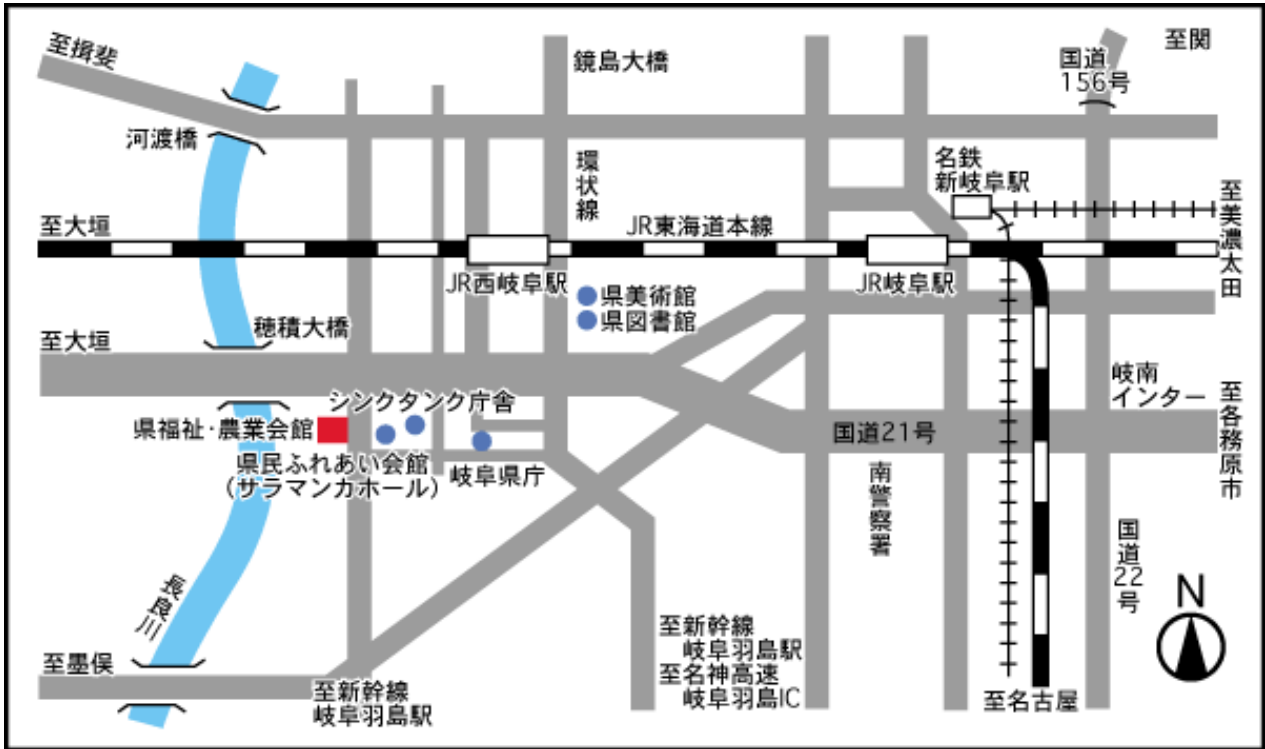 至揖斐
鏡島大橋
国道
156号
至関
河渡橋
環状線
名鉄
新岐阜駅
至美濃太田
至大垣
JR東海道本線
JR西岐阜駅
JR岐阜駅
県美術館
県図書館
穂積大橋
至大垣
岐南
インター
シンクタンク庁舎
県福祉・農業会館
国道21号
至各務原市
県民ふれあい会館
(サラマンカホール)
岐阜県庁
南警察署
国道22号
長良川
N
至新幹線
岐阜羽島駅
至名神高速
岐阜羽島IC
至墨俣
至新幹線
岐阜羽島駅
至名古屋